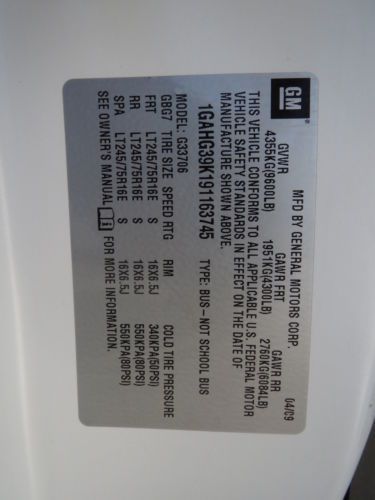 GM
MFD BY GENERAL MOTORS CORP. 04/09
GVWR GAWR FRT GAWR RR
4355KG(9600LB) 1951KG(4300LB) 2760KG(6084LB)
THIS VEHICLE CONFORMS TO ALL APPLICABLE U.S. FEDERAL MOTOR
VEHICLE SAFETY STANDARDS IN EFFECT ON THE DATE OF
MANUFACTURE SHOWN ABOVE.
1GAHG39K191163745 TYPE: BUS-NOT SCHOOL BUS
MODEL: G33706
GBG7 TIRE SIZE SPEED RTG RIM COLD TIRE PRESSURE
FRT LT245/75R16E S 16X6.5J 340KPA(50PSI)
RR LT245/75R16E S 16X6.5J 550KPA(80PSI)
SPA LT245/75R16E S 16X6.5J 550KPA(80PSI)
SEE OWNER'S MANUAL FOR MORE INFORMATION.